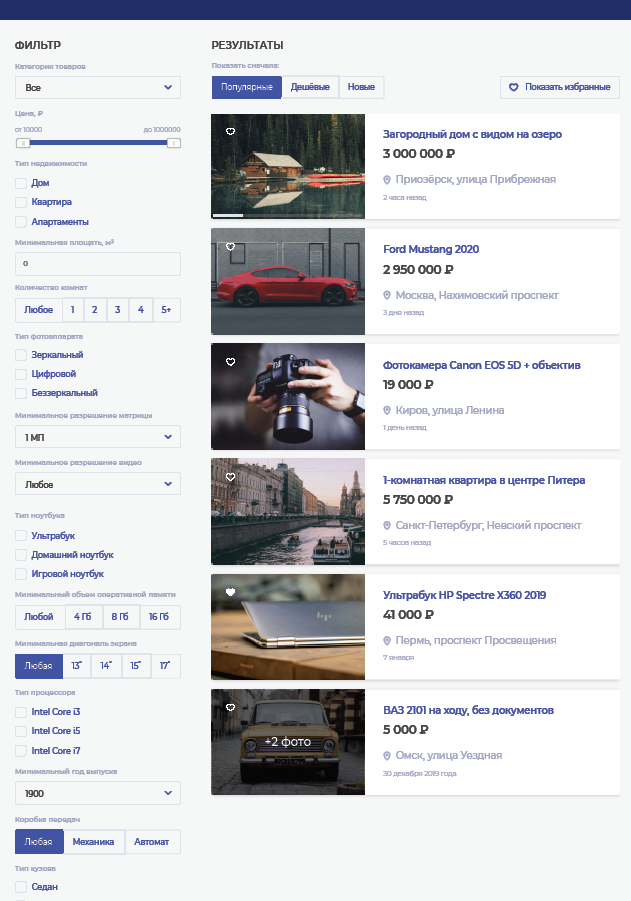 ФИЛЬТР
Категория товаров
Все
Цена, ₽
от 10000 до 1000000
Тип недвижимости
Дом
Квартира
Апартаменты
Минимальная площать, м²
0
Количество комнат
Любое 1 2 3 4 5+
Тип фотоаппарата
Зеркальный
Цифровой
Беззеркальный
Минимальное разрешение матрицы
1 МП
Минимальное разрешение видео
Любое
Тип ноутбука
Ультрабук
Домашний ноутбук
Игровой ноутбук
Минимальный объем оперативной памяти
Любой 4 Гб 8 Гб 16 Гб
Минимальная диагональ экрана
Любая 13" 14" 15" 17"
Тип процессора
Intel Core i3
Intel Core i5
Intel Core i7
Минимальный год выпуска
1900
Коробка передач
Любая Механика Автомат
Тип кузова
Седан
РЕЗУЛЬТАТЫ
Показать сначала:
Популярные Дешёвые Новые
Показать избранные
Загородный дом с видом на озеро
3 000 000 ₽
Приозёрск, улица Прибрежная
2 часа назад
Ford Mustang 2020
2 950 000 ₽
Москва, Нахимовский проспект
3 дня назад
Фотокамера Canon EOS 5D + объектив
19 000 ₽
Киров, улица Ленина
1 день назад
1-комнатная квартира в центре Питера
5 750 000 ₽
Санкт-Петербург, Невский проспект
5 часов назад
Ультрабук HP Spectre X360 2019
41 000 ₽
Пермь, проспект Просвещения
7 января
+2 фото
ВАЗ 2101 на ходу, без документов
5 000 ₽
Омск, улица Уездная
30 декабря 2019 года